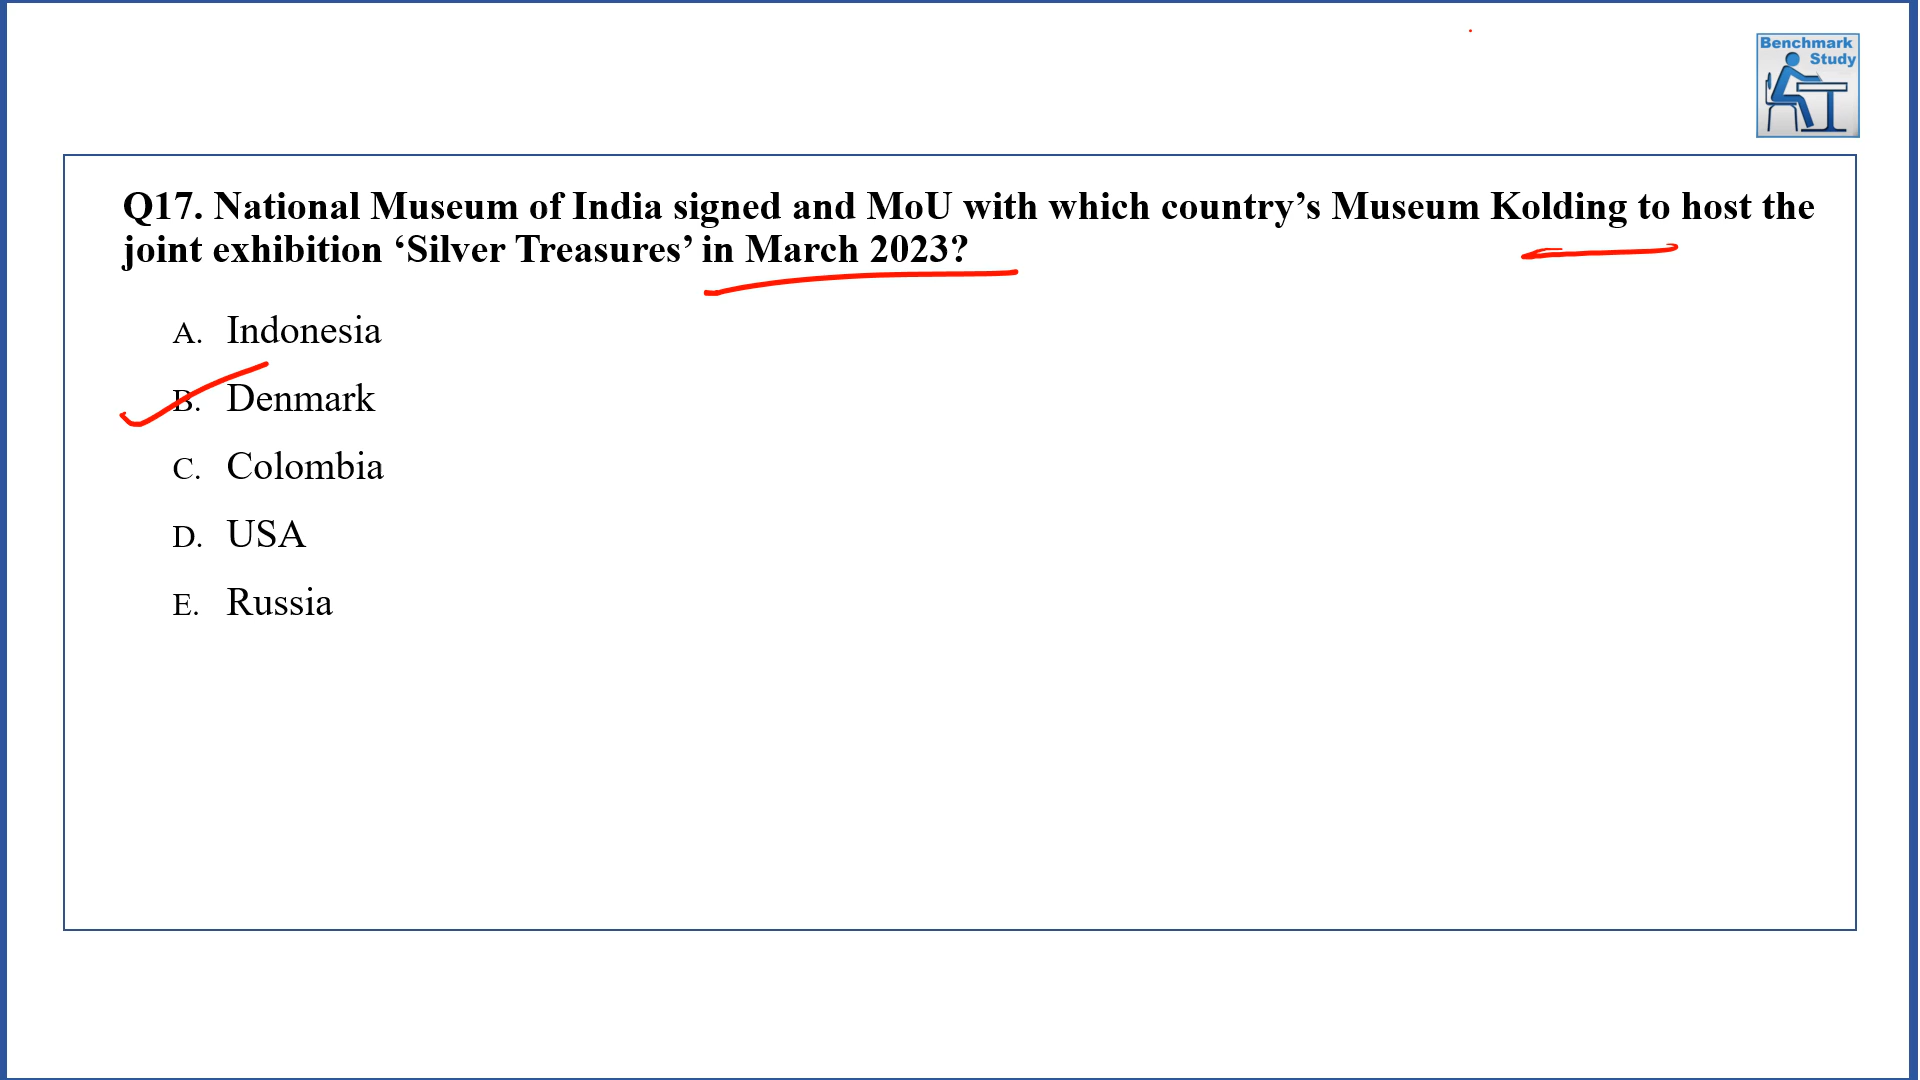 Benchmark
Study
Q17. National Museum of India signed and MoU with which country’s Museum Kolding to host the
joint exhibition ‘Silver Treasures’ in March 2023?
A. Indonesia
B. Denmark
C. Colombia
D. USA
E. Russia